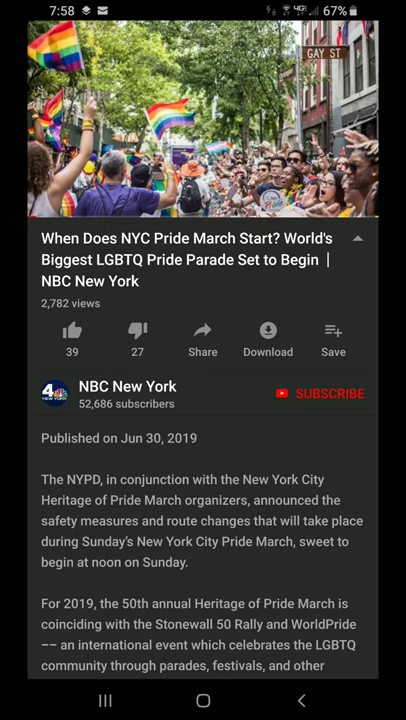 7:58
4G
67%
GAY ST
When Does NYC Pride March Start? World's
Biggest LGBTQ Pride Parade Set to Begin |
NBC New York
2,782 views
39
27
Share
Download
Save
4
NEW YORK
NBC New York
52,686 subscribers
SUBSCRIBE
Published on Jun 30, 2019
The NYPD, in conjunction with the New York City
Heritage of Pride March organizers, announced the
safety measures and route changes that will take place
during Sunday's New York City Pride March, sweet to
begin at noon on Sunday.
For 2019, the 50th annual Heritage of Pride March is
coinciding with the Stonewall 50 Rally and WorldPride
–– an international event which celebrates the LGBTQ
community through parades, festivals, and other